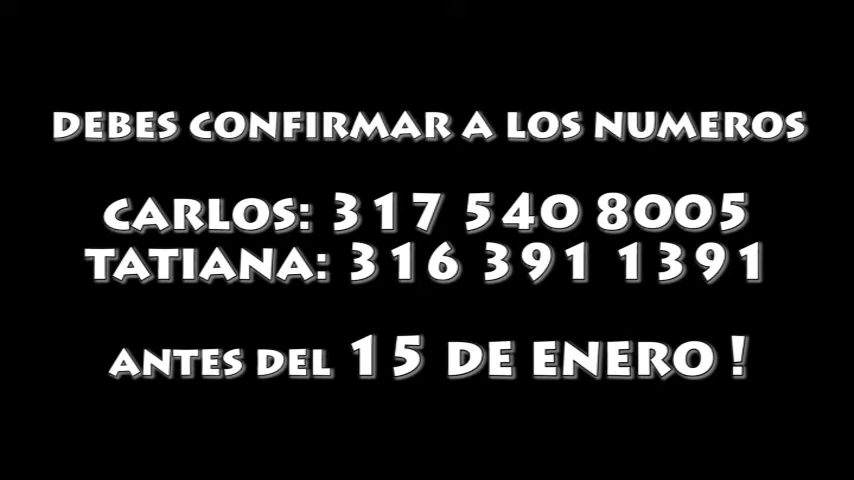 DEBES CONFIRMAR A LOS NUMEROS
CARLOS: 317 540 8005
TATIANA: 316 391 1391
ANTES DEL 15 DE ENERO !